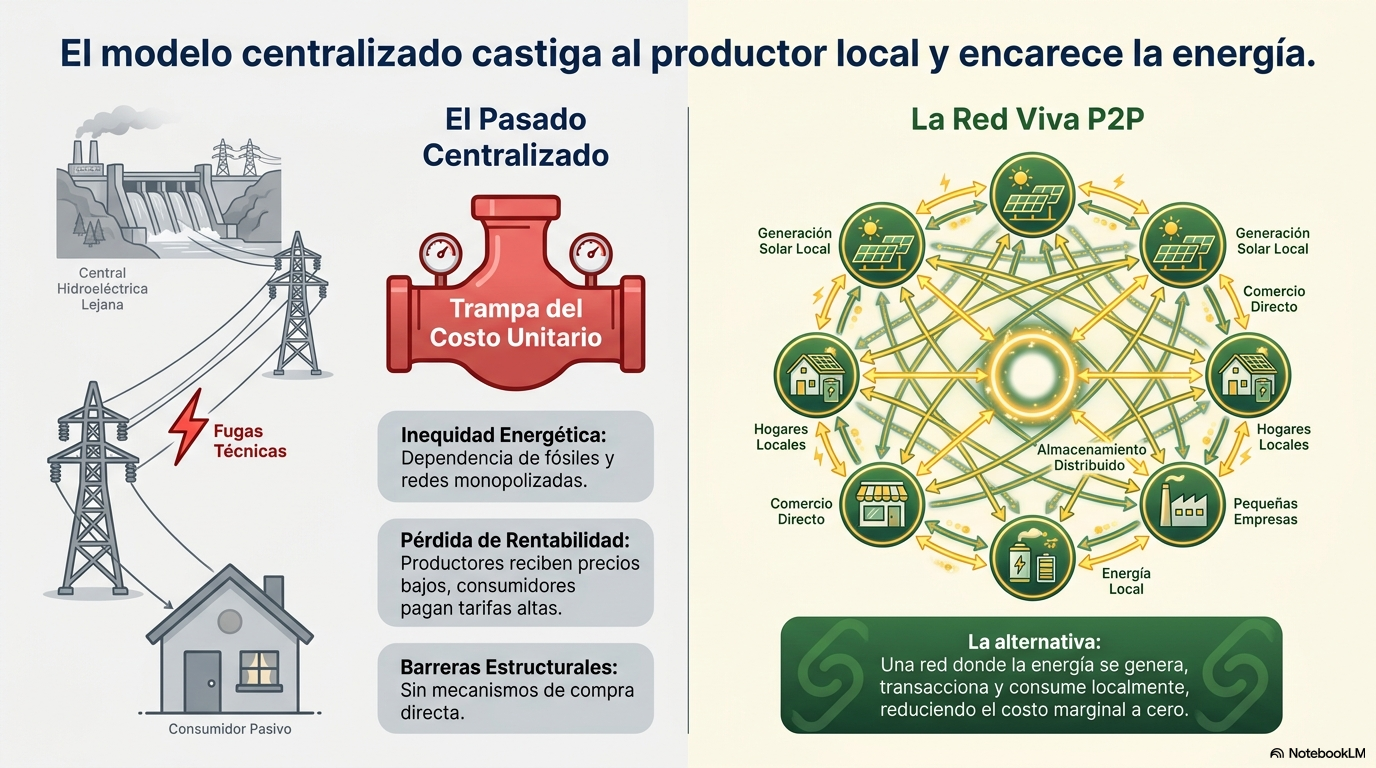 El modelo centralizado castiga al productor local y encarece la energía.
El Pasado
Centralizado
Central
Hidroeléctrica
Lejana
Trampa del
Costo Unitario
Fugas
Técnicas
Inequidad Energética:
Dependencia de fósiles y
redes monopolizadas.
Pérdida de Rentabilidad:
Productores reciben precios
bajos, consumidores
pagan tarifas altas.
Barreras Estructurales:
Sin mecanismos de compra
directa.
Consumidor Pasivo
La Red Viva P2P
Generación
Solar Local
Generación
Solar Local
Comercio
Directo
Hogares
Locales
Hogares
Locales
Almacenamiento
Distribuido
Comercio
Directo
Pequeñas
Empresas
Energía
Local
La alternativa:
Una red donde la energía se genera,
transacciona y consume localmente,
reduciendo el costo marginal a cero.
NotebookLM